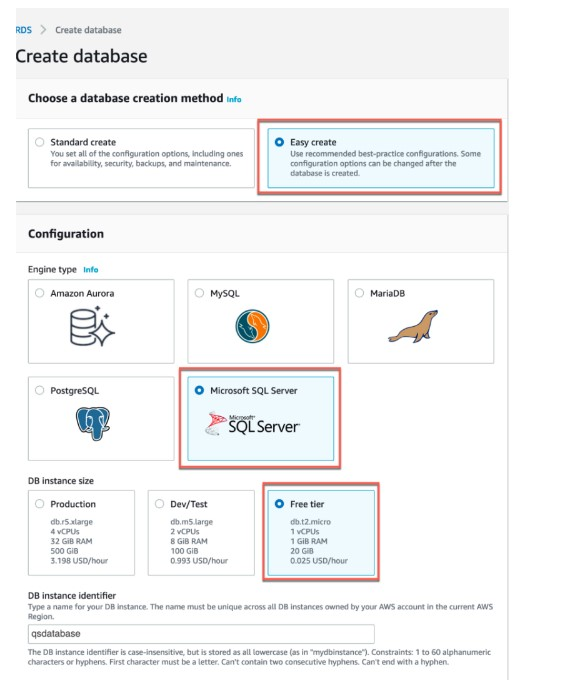 RDS > Create database
Create database
Choose a database creation method Info
Standard create
You set all of the configuration options, including ones
for availability, security, backups, and maintenance.
Easy create
Use recommended best-practice configurations. Some
configuration options can be changed after the
database is created.
Configuration
Engine type Info
Amazon Aurora
MySQL
MariaDB
PostgreSQL
Microsoft SQL Server
Microsoft
SQL Server
DB instance size
Production
db.r5.xlarge
4 vCPUs
32 GiB RAM
500 GiB
3.198 USD/hour
Dev/Test
db.m5.large
2 vCPUs
8 GiB RAM
100 GiB
0.993 USD/hour
Free tier
db.t2.micro
1 vCPUs
1 GiB RAM
20 GiB
0.025 USD/hour
DB instance identifier
Type a name for your DB instance. The name must be unique across all DB instances owned by your AWS account in the current AWS
Region.
qsdatabase
The DB instance identifier is case-insensitive, but is stored as all lowercase (as in "mydbinstance"). Constraints: 1 to 60 alphanumeric
characters or hyphens. First character must be a letter. Can't contain two consecutive hyphens. Can't end with a hyphen.